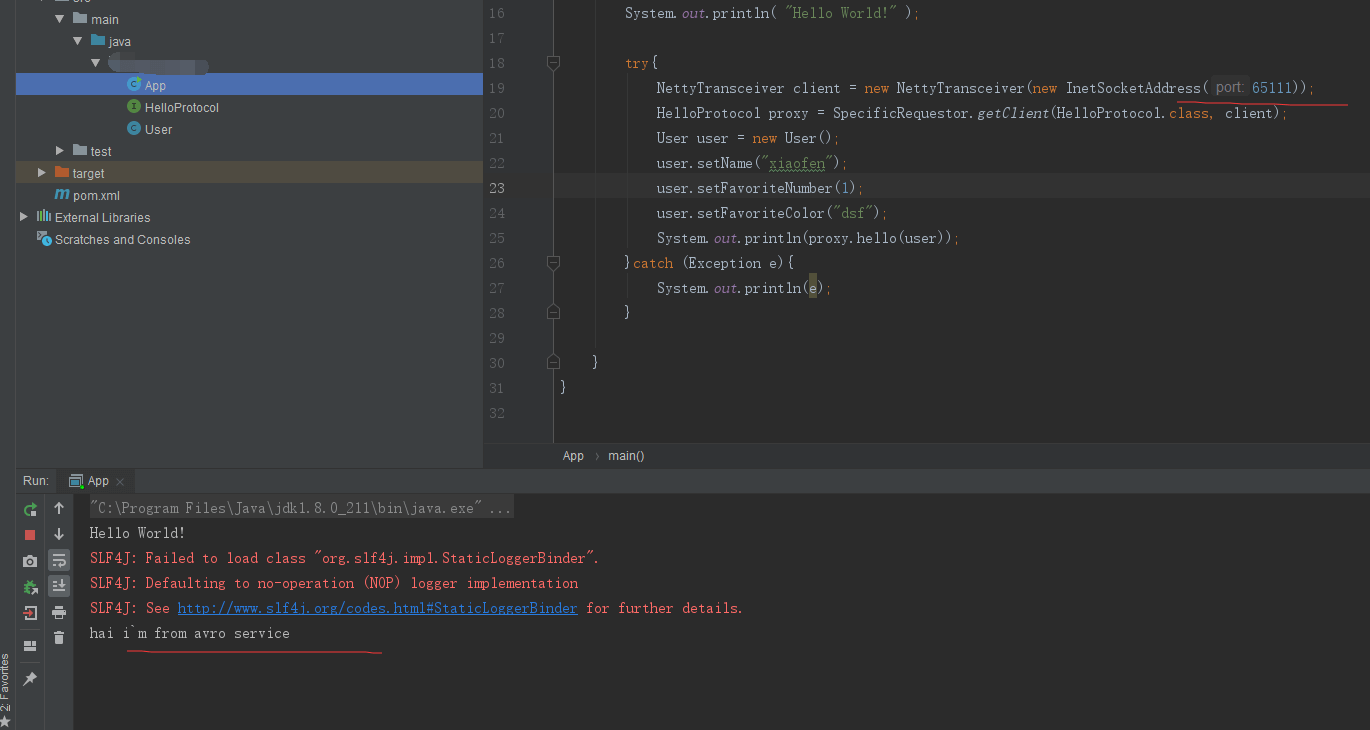 src
main
java
App
HelloProtocol
User
test
target
pom.xml
External Libraries
Scratches and Consoles
16 System.out.println( "Hello World!" );
17
18 try{
19 NettyTransceiver client = new NettyTransceiver(new InetSocketAddress( port: 65111));
20 HelloProtocol proxy = SpecificRequestor.getClient(HelloProtocol.class, client);
21 User user = new User();
22 user.setName("xiaofen");
23 user.setFavoriteNumber(1);
24 user.setFavoriteColor("dsf");
25 System.out.println(proxy.hello(user));
26 }catch (Exception e){
27 System.out.println(e);
28 }
29
30 }
31 }
32
App › main()
Run: App ×
"C:\Program Files\Java\jdk1.8.0_211\bin\java.exe" ...
Hello World!
SLF4J: Failed to load class "org.slf4j.impl.StaticLoggerBinder".
SLF4J: Defaulting to no-operation (NOP) logger implementation
SLF4J: See http://www.slf4j.org/codes.html#StaticLoggerBinder for further details.
hai i`m from avro service
2: Favorites